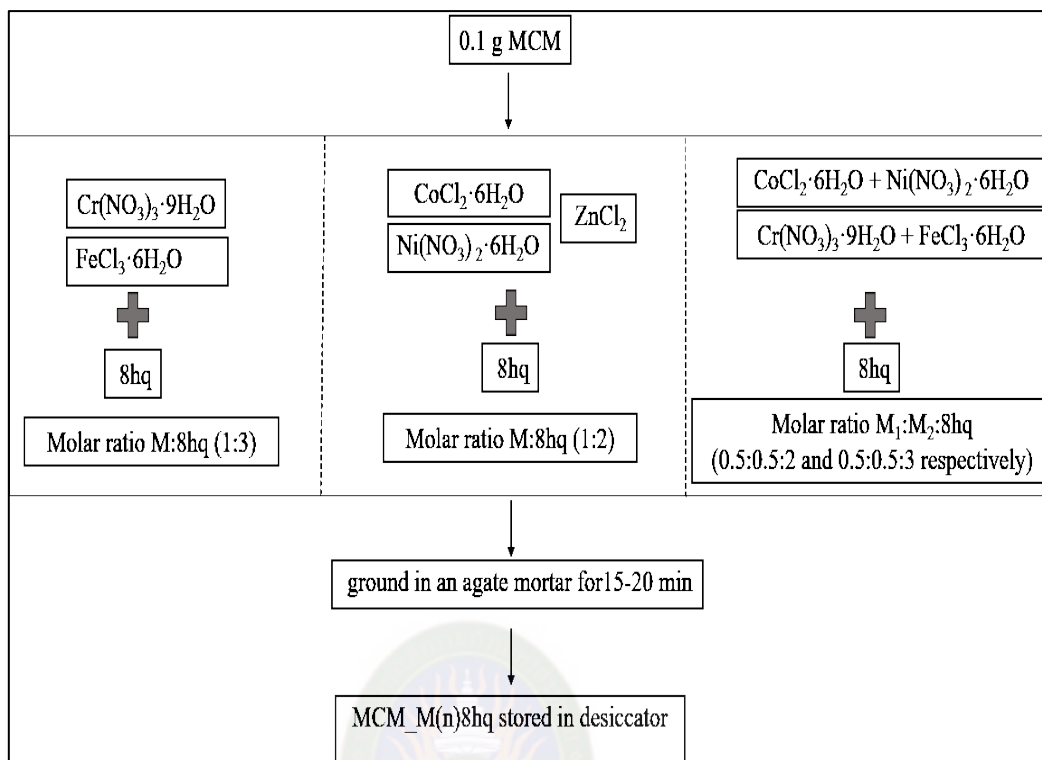 0.1 g MCM
Cr(NO₃)₃·9H₂O
FeCl₃·6H₂O
8hq
Molar ratio M:8hq (1:3)
CoCl₂·6H₂O
ZnCl₂
Ni(NO₃)₂·6H₂O
8hq
Molar ratio M:8hq (1:2)
CoCl₂·6H₂O + Ni(NO₃)₂·6H₂O
Cr(NO₃)₃·9H₂O + FeCl₃·6H₂O
8hq
Molar ratio M₁:M₂:8hq
(0.5:0.5:2 and 0.5:0.5:3 respectively)
ground in an agate mortar for15-20 min
MCM_M(n)8hq stored in desiccator